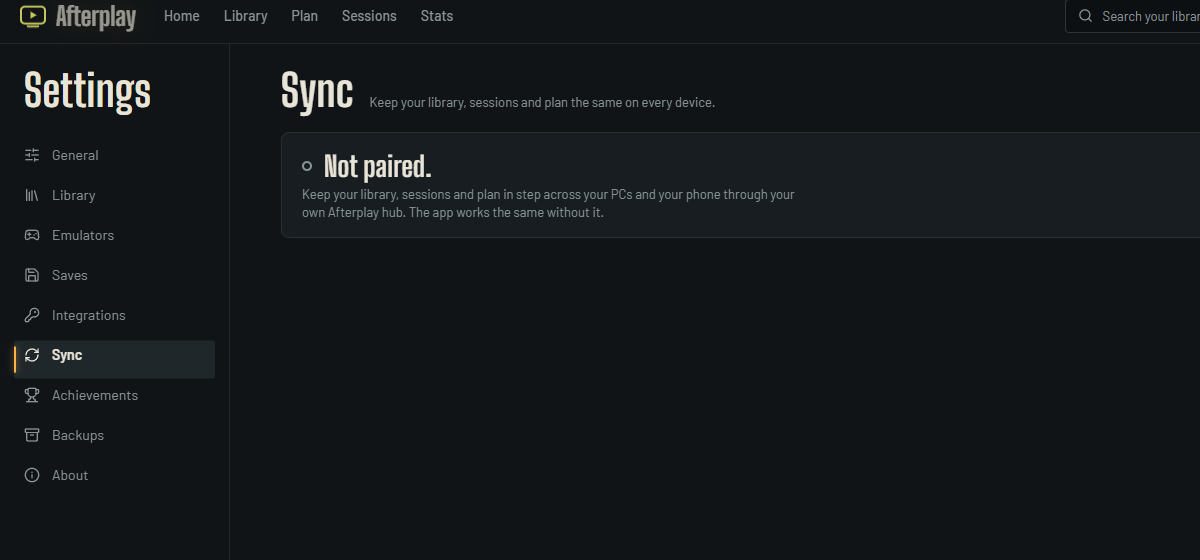 Afterplay
Home
Library
Plan
Sessions
Stats
Search your librar
Settings
General
Library
Emulators
Saves
Integrations
Sync
Achievements
Backups
About
Sync
Keep your library, sessions and plan the same on every device.
Not paired.
Keep your library, sessions and plan in step across your PCs and your phone through your
own Afterplay hub. The app works the same without it.